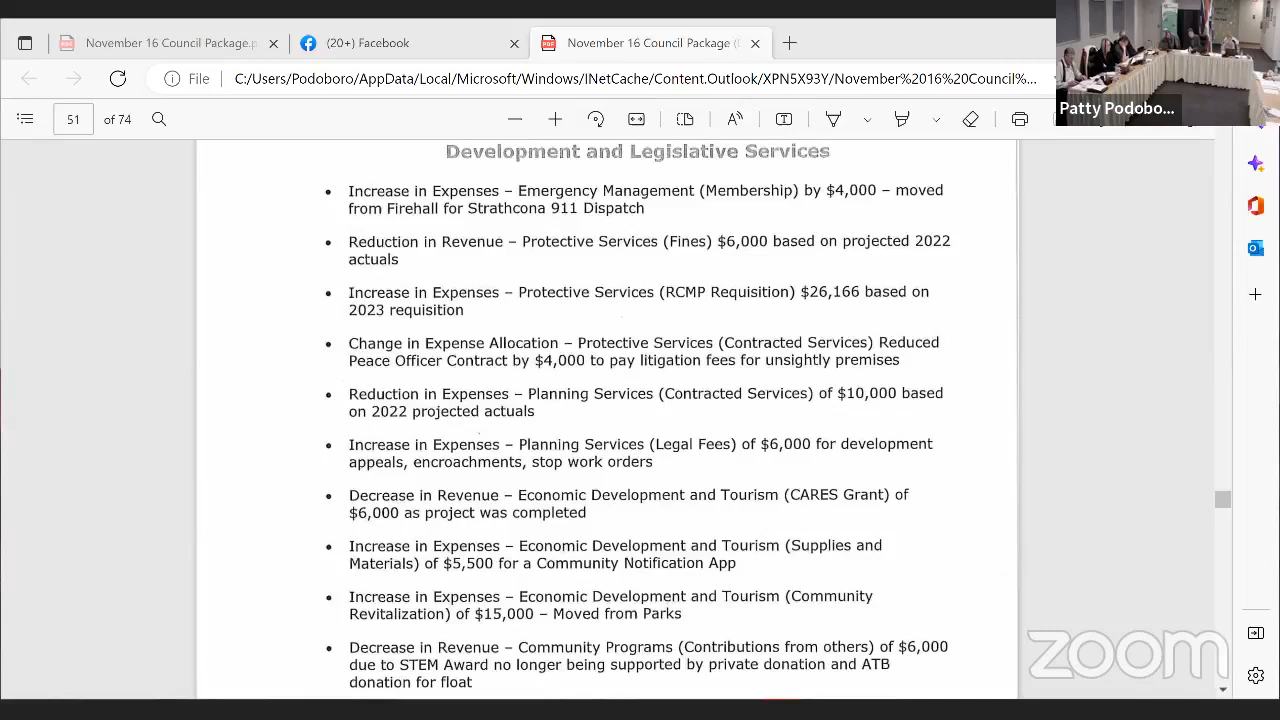 November 16 Council Package.p
(20+) Facebook
November 16 Council Package (
File
C:/Users/Podoboro/AppData/Local/Microsoft/Windows/INetCache/Content.Outlook/XPN5X93Y/November%2016%20Council%...
Patty Podobo...
51 of 74
Development and Legislative Services
• Increase in Expenses – Emergency Management (Membership) by $4,000 – moved
from Firehall for Strathcona 911 Dispatch
• Reduction in Revenue – Protective Services (Fines) $6,000 based on projected 2022
actuals
• Increase in Expenses – Protective Services (RCMP Requisition) $26,166 based on
2023 requisition
• Change in Expense Allocation – Protective Services (Contracted Services) Reduced
Peace Officer Contract by $4,000 to pay litigation fees for unsightly premises
• Reduction in Expenses – Planning Services (Contracted Services) of $10,000 based
on 2022 projected actuals
• Increase in Expenses – Planning Services (Legal Fees) of $6,000 for development
appeals, encroachments, stop work orders
• Decrease in Revenue – Economic Development and Tourism (CARES Grant) of
$6,000 as project was completed
• Increase in Expenses – Economic Development and Tourism (Supplies and
Materials) of $5,500 for a Community Notification App
• Increase in Expenses – Economic Development and Tourism (Community
Revitalization) of $15,000 – Moved from Parks
• Decrease in Revenue – Community Programs (Contributions from others) of $6,000
due to STEM Award no longer being supported by private donation and ATB
donation for float
zoom